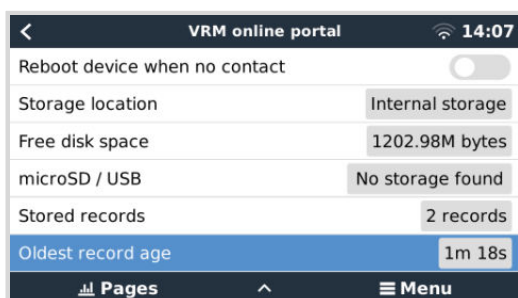 VRM online portal 14:07
Reboot device when no contact
Storage location Internal storage
Free disk space 1202.98M bytes
microSD / USB No storage found
Stored records 2 records
Oldest record age 1m 18s
Pages Menu